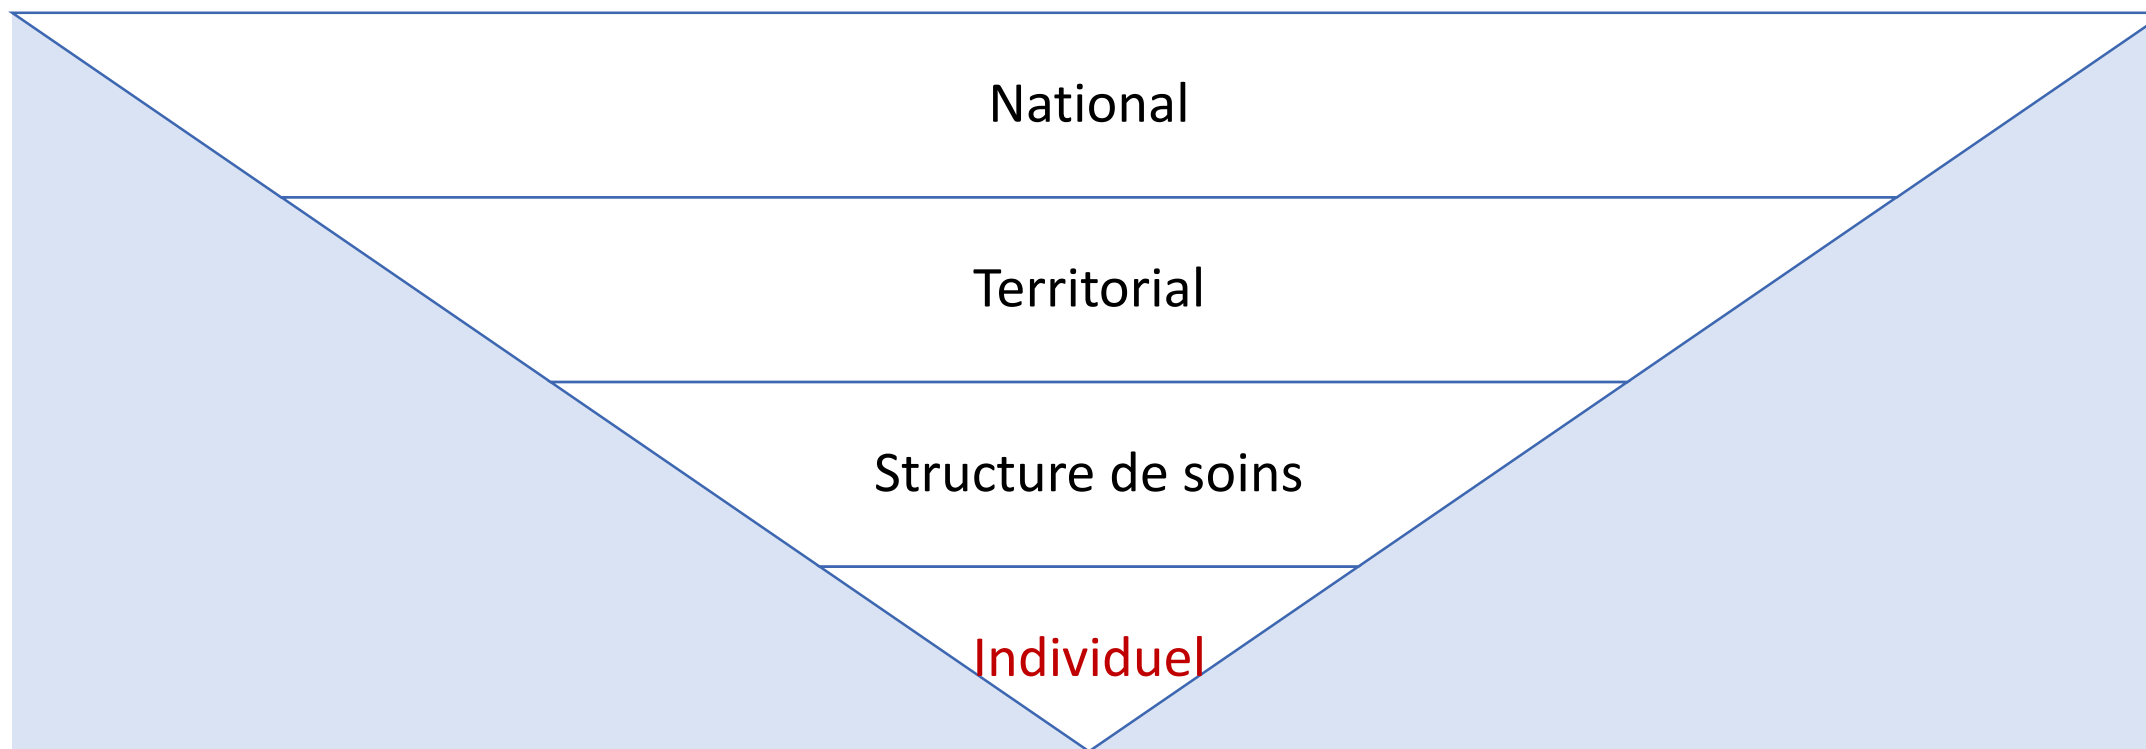 National
Territorial
Structure de soins
Individuel